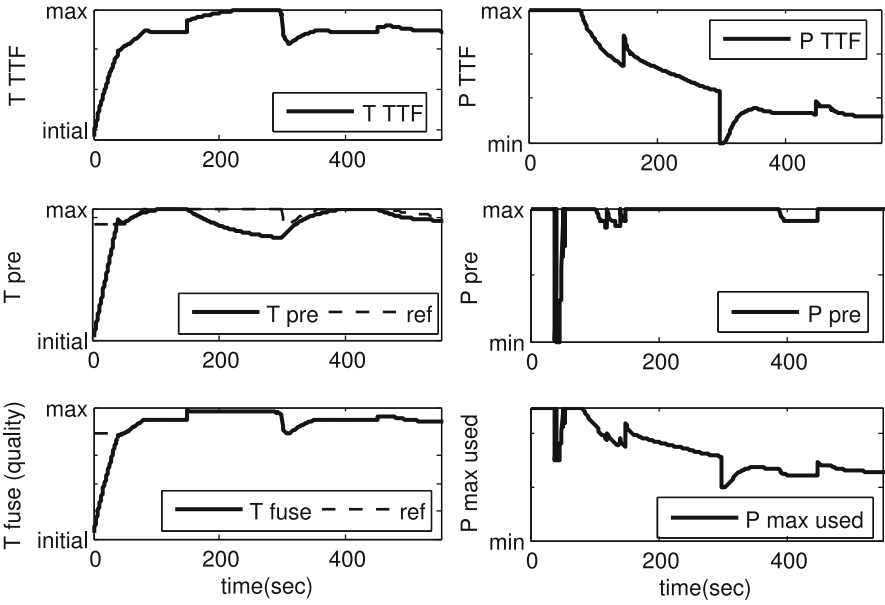 max
T TTF
intial
T TTF
0
200
400
max
P TTF
min
P TTF
0
200
400
max
T pre
initial
T pre
ref
0
200
400
max
P pre
min
P pre
0
200
400
max
T fuse (quality)
initial
T fuse
ref
0
200
400
time(sec)
max
P max used
min
P max used
0
200
400
time(sec)